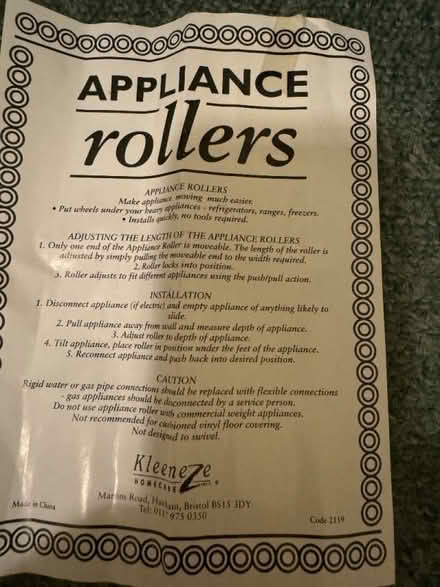 APPLIANCE
rollers
APPLIANCE ROLLERS
Make appliance moving much easier.
• Put wheels under your heavy appliances - refrigerators, ranges, freezers.
• Installs quickly, no tools required.
ADJUSTING THE LENGTH OF THE APPLIANCE ROLLERS
1. Only one end of the Appliance Roller is moveable. The length of the roller is
adjusted by simply pulling the moveable end to the width required.
2. Roller locks into position.
3. Roller adjusts to fit different appliances using the push/pull action.
INSTALLATION
1. Disconnect appliance (if electric) and empty appliance of anything likely to
slide.
2. Pull appliance away from wall and measure depth of appliance.
3. Adjust roller to depth of appliance.
4. Tilt appliance, place roller in position under the feet of the appliance.
5. Reconnect appliance and push back into desired position.
CAUTION
Rigid water or gas pipe connections should be replaced with flexible connections
- gas appliances should be disconnected by a service person.
Do not use appliance roller with commercial weight appliances.
Not recommended for cushioned vinyl floor covering.
Not designed to swivel.
Kleeneze
HOMECARE
Martins Road, Hanham, Bristol BS15 3DY
Tel: 0117 975 0350
Made in China
Code 2119